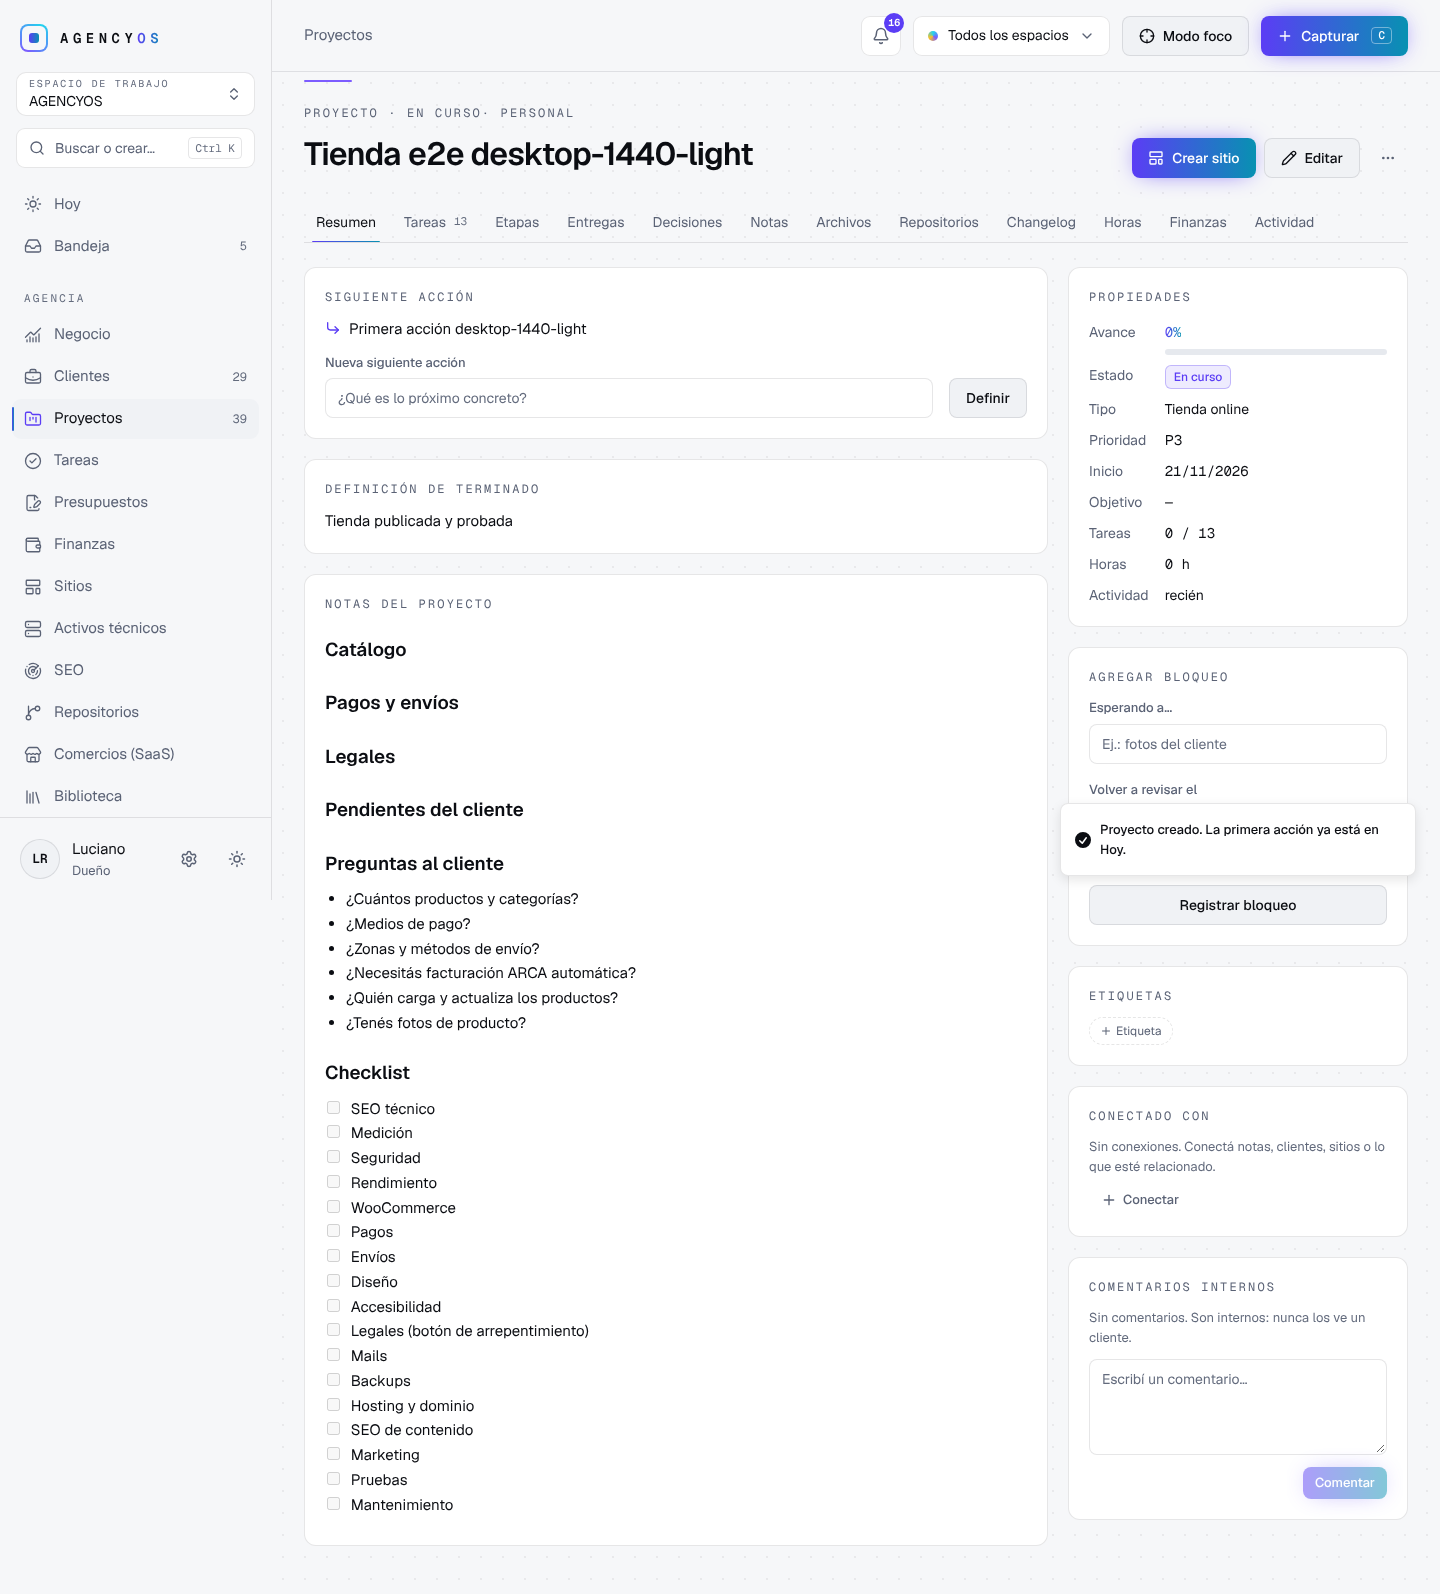 AGENCYOS
ESPACIO DE TRABAJO
AGENCYOS
Buscar o crear...
Ctrl K
Hoy
Bandeja
5
AGENCIA
Negocio
Clientes
29
Proyectos
39
Tareas
Presupuestos
Finanzas
Sitios
Activos técnicos
SEO
Repositorios
Comercios (SaaS)
Biblioteca
LR
Luciano
Dueño
Proyectos
16
Todos los espacios
Modo foco
Capturar
C
PROYECTO · EN CURSO· PERSONAL
Tienda e2e desktop-1440-light
Crear sitio
Editar
Resumen
Tareas 13
Etapas
Entregas
Decisiones
Notas
Archivos
Repositorios
Changelog
Horas
Finanzas
Actividad
SIGUIENTE ACCIÓN
Primera acción desktop-1440-light
Nueva siguiente acción
¿Qué es lo próximo concreto?
Definir
DEFINICIÓN DE TERMINADO
Tienda publicada y probada
NOTAS DEL PROYECTO
Catálogo
Pagos y envíos
Legales
Pendientes del cliente
Preguntas al cliente
• ¿Cuántos productos y categorías?
• ¿Medios de pago?
• ¿Zonas y métodos de envío?
• ¿Necesitás facturación ARCA automática?
• ¿Quién carga y actualiza los productos?
• ¿Tenés fotos de producto?
Checklist
SEO técnico
Medición
Seguridad
Rendimiento
WooCommerce
Pagos
Envíos
Diseño
Accesibilidad
Legales (botón de arrepentimiento)
Mails
Backups
Hosting y dominio
SEO de contenido
Marketing
Pruebas
Mantenimiento
PROPIEDADES
Avance 0%
Estado En curso
Tipo Tienda online
Prioridad P3
Inicio 21/11/2026
Objetivo —
Tareas 0 / 13
Horas 0 h
Actividad recién
AGREGAR BLOQUEO
Esperando a...
Ej.: fotos del cliente
Volver a revisar el
Proyecto creado. La primera acción ya está en
Hoy.
Registrar bloqueo
ETIQUETAS
+ Etiqueta
CONECTADO CON
Sin conexiones. Conectá notas, clientes, sitios o lo
que esté relacionado.
+ Conectar
COMENTARIOS INTERNOS
Sin comentarios. Son internos: nunca los ve un
cliente.
Escribí un comentario...
Comentar